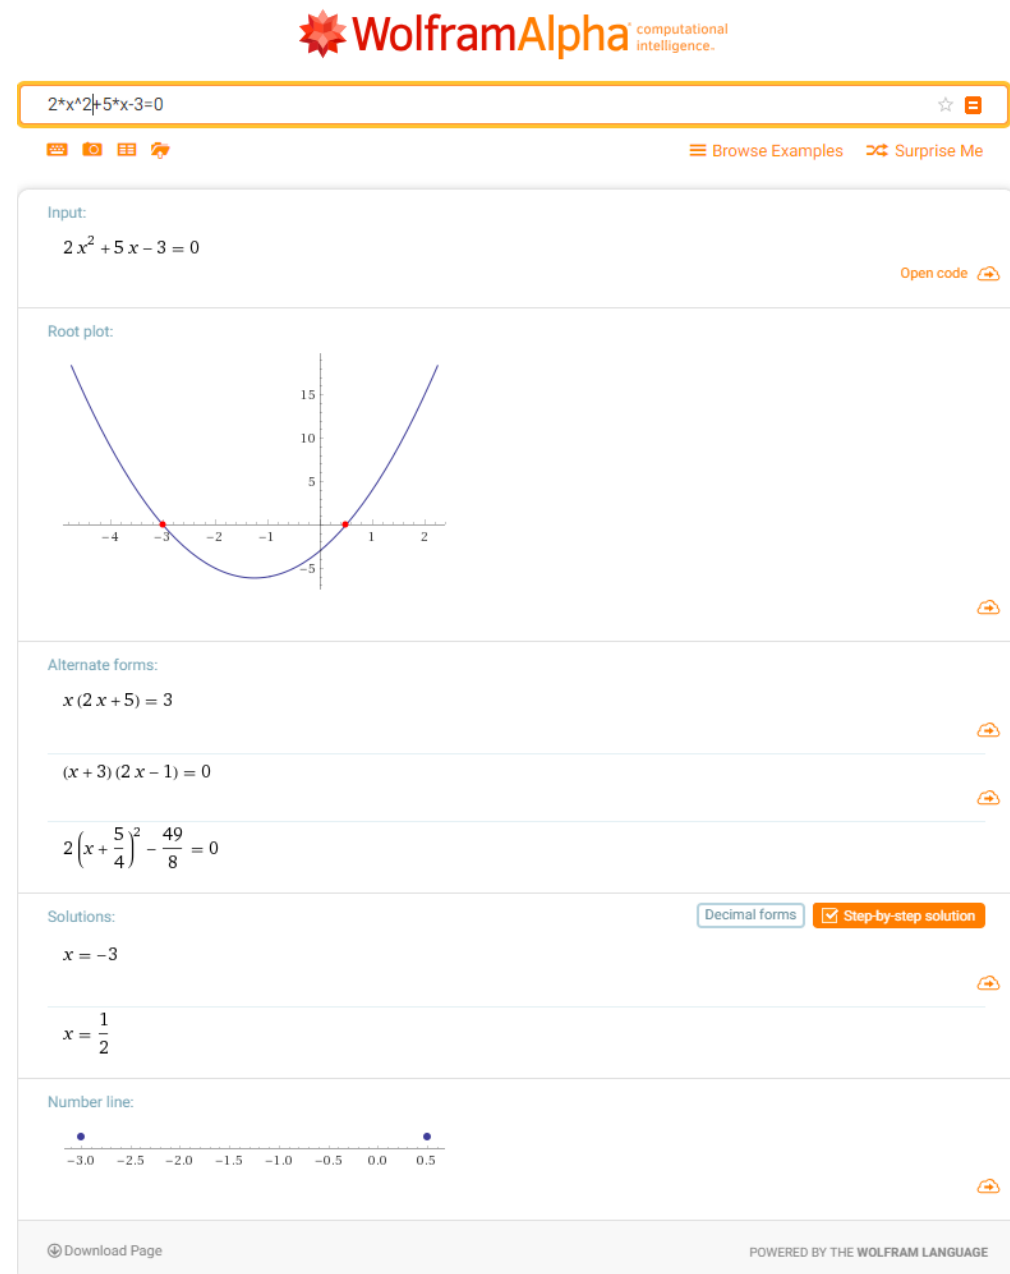 WolframAlpha computational intelligence.
2*x^2+5*x-3=0
Browse Examples Surprise Me
Input:
2 x² + 5 x − 3 = 0
Open code
Root plot:
15
10
5
−4 −3 −2 −1 1 2
−5
Alternate forms:
x (2 x + 5) = 3
(x + 3) (2 x − 1) = 0
2 (x + 5/4)² − 49/8 = 0
Solutions:
Decimal forms Step-by-step solution
x = −3
x = 1/2
Number line:
−3.0 −2.5 −2.0 −1.5 −1.0 −0.5 0.0 0.5
Download Page
POWERED BY THE WOLFRAM LANGUAGE